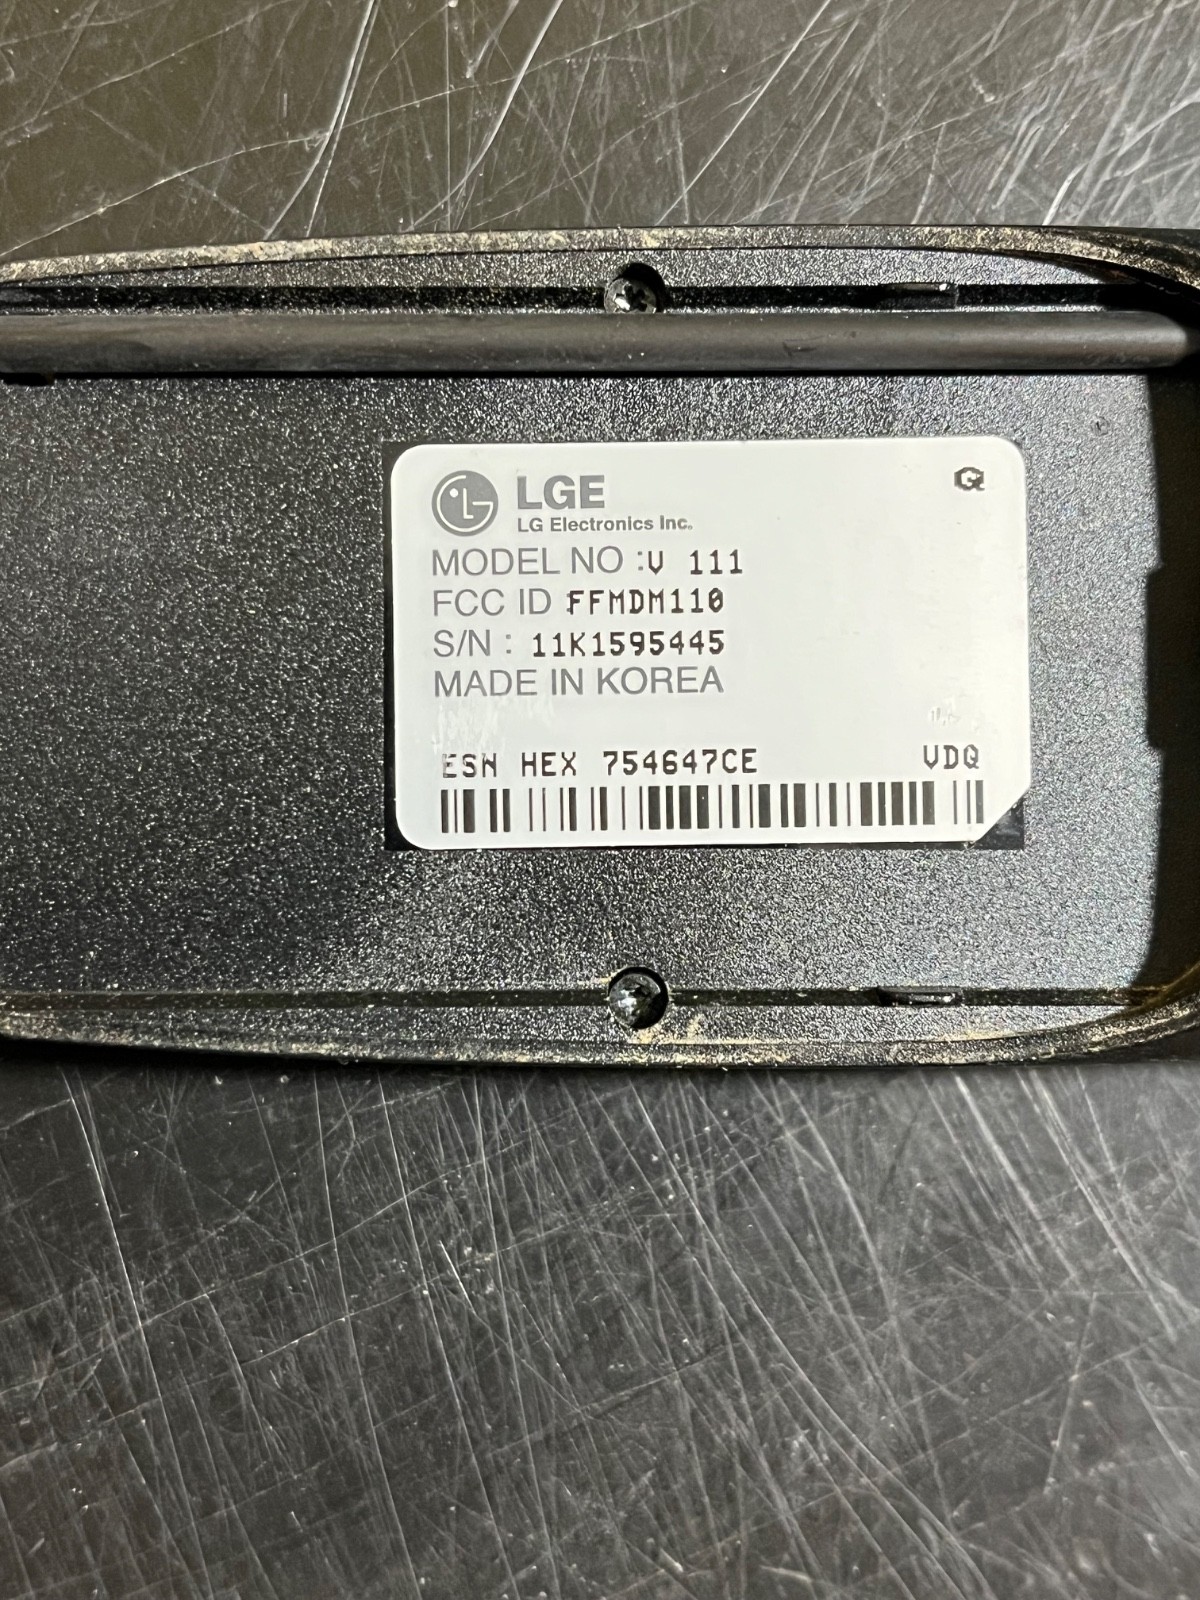 LGE
LG Electronics Inc.
MODEL NO :V 111
FCC ID FFMDM110
S/N : 11K1595445
MADE IN KOREA
ESN HEX 754647CE VDQ